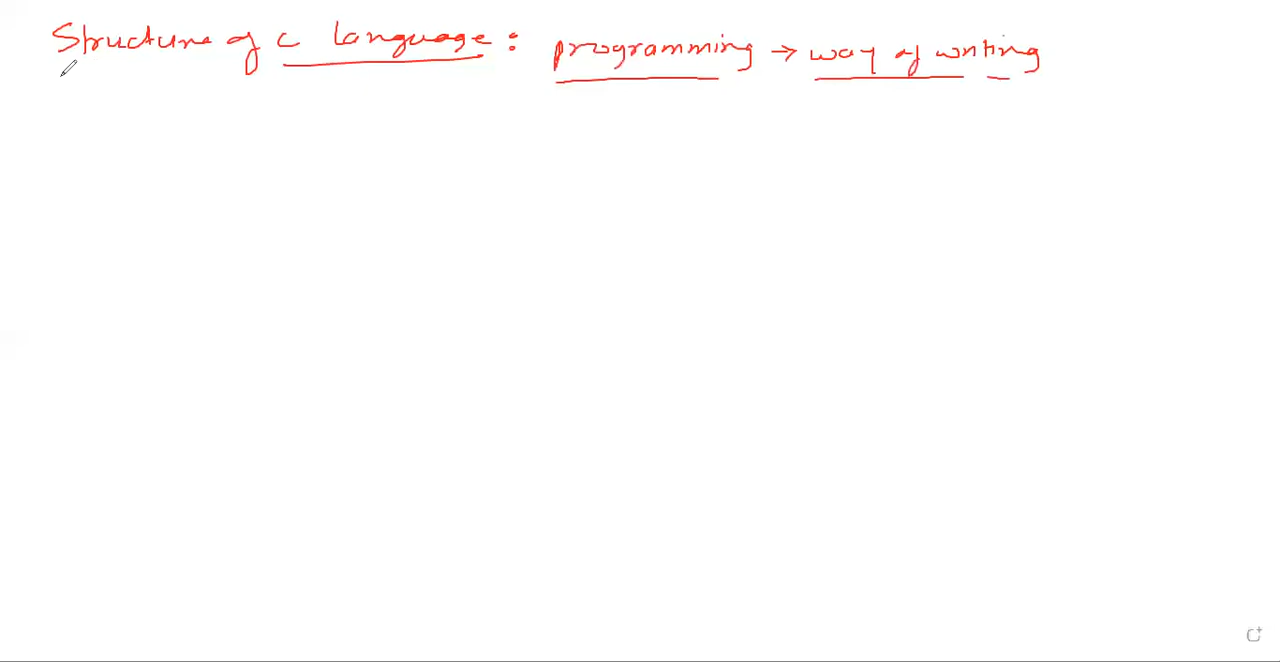 Structure of c language : programming → way of writing